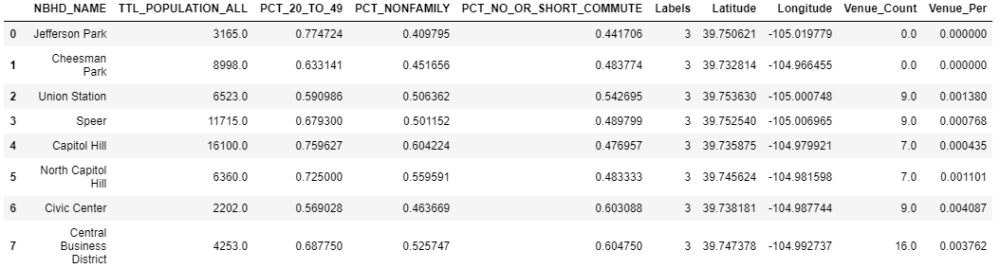 NBHD_NAME TTL_POPULATION_ALL PCT_20_TO_49 PCT_NONFAMILY PCT_NO_OR_SHORT_COMMUTE Labels Latitude Longitude Venue_Count Venue_Per
0 Jefferson Park 3165.0 0.774724 0.409795 0.441706 3 39.750621 -105.019779 0.0 0.000000
Cheesman
1 8998.0 0.633141 0.451656 0.483774 3 39.732814 -104.966455 0.0 0.000000
Park
2 Union Station 6523.0 0.590986 0.506362 0.542695 3 39.753630 -105.000748 9.0 0.001380
3 Speer 11715.0 0.679300 0.501152 0.489799 3 39.752540 -105.006965 9.0 0.000768
4 Capitol Hill 16100.0 0.759627 0.604224 0.476957 3 39.735875 -104.979921 7.0 0.000435
North Capitol
5 6360.0 0.725000 0.559591 0.483333 3 39.745624 -104.981598 7.0 0.001101
Hill
6 Civic Center 2202.0 0.569028 0.463669 0.603088 3 39.738181 -104.987744 9.0 0.004087
Central
7 Business 4253.0 0.687750 0.525747 0.604750 3 39.747378 -104.992737 16.0 0.003762
District